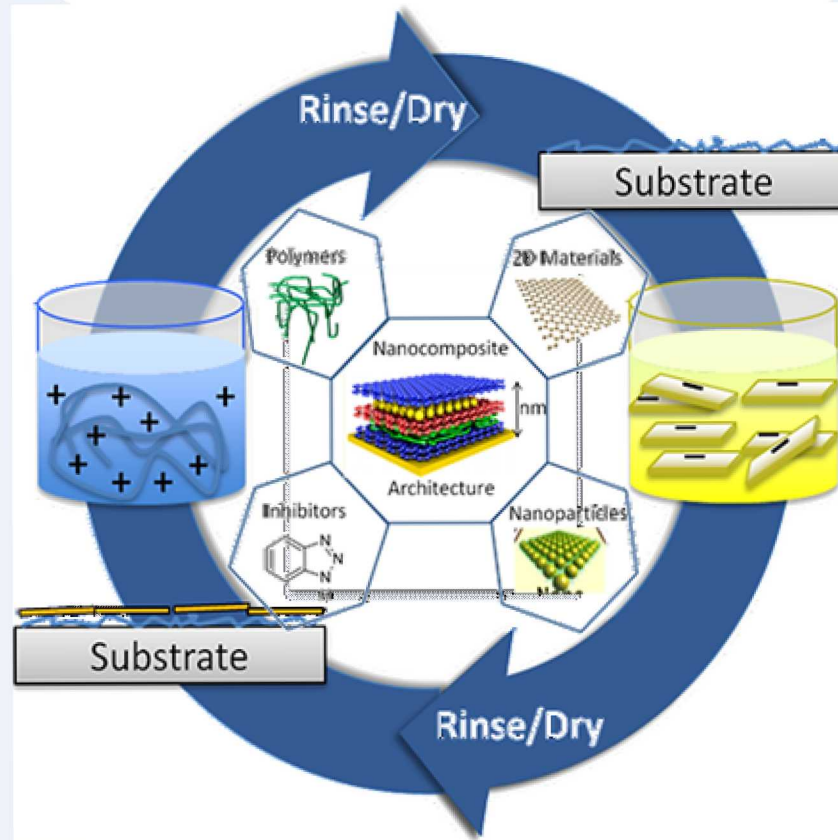 Rinse/Dry
Substrate
Polymers
2D Materials
Nanocomposite
nm
Architecture
Inhibitors
N
N
N
Nanoparticles
Substrate
Rinse/Dry
+
+
+
+
+
+
+
+
+
-
-
-
-
-
-
-